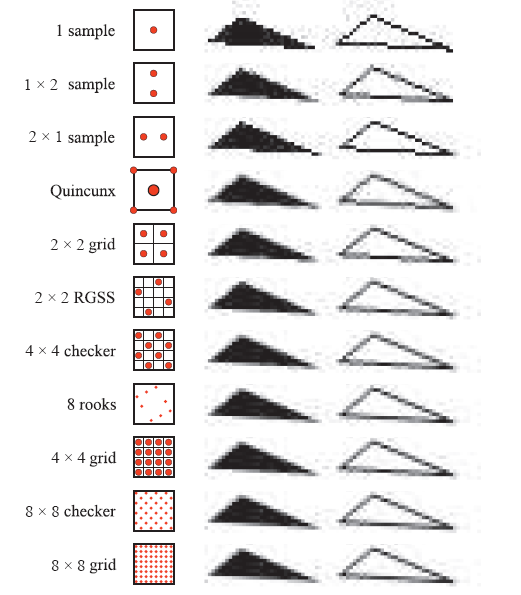 1 sample
1 × 2 sample
2 × 1 sample
Quincunx
2 × 2 grid
2 × 2 RGSS
4 × 4 checker
8 rooks
4 × 4 grid
8 × 8 checker
8 × 8 grid